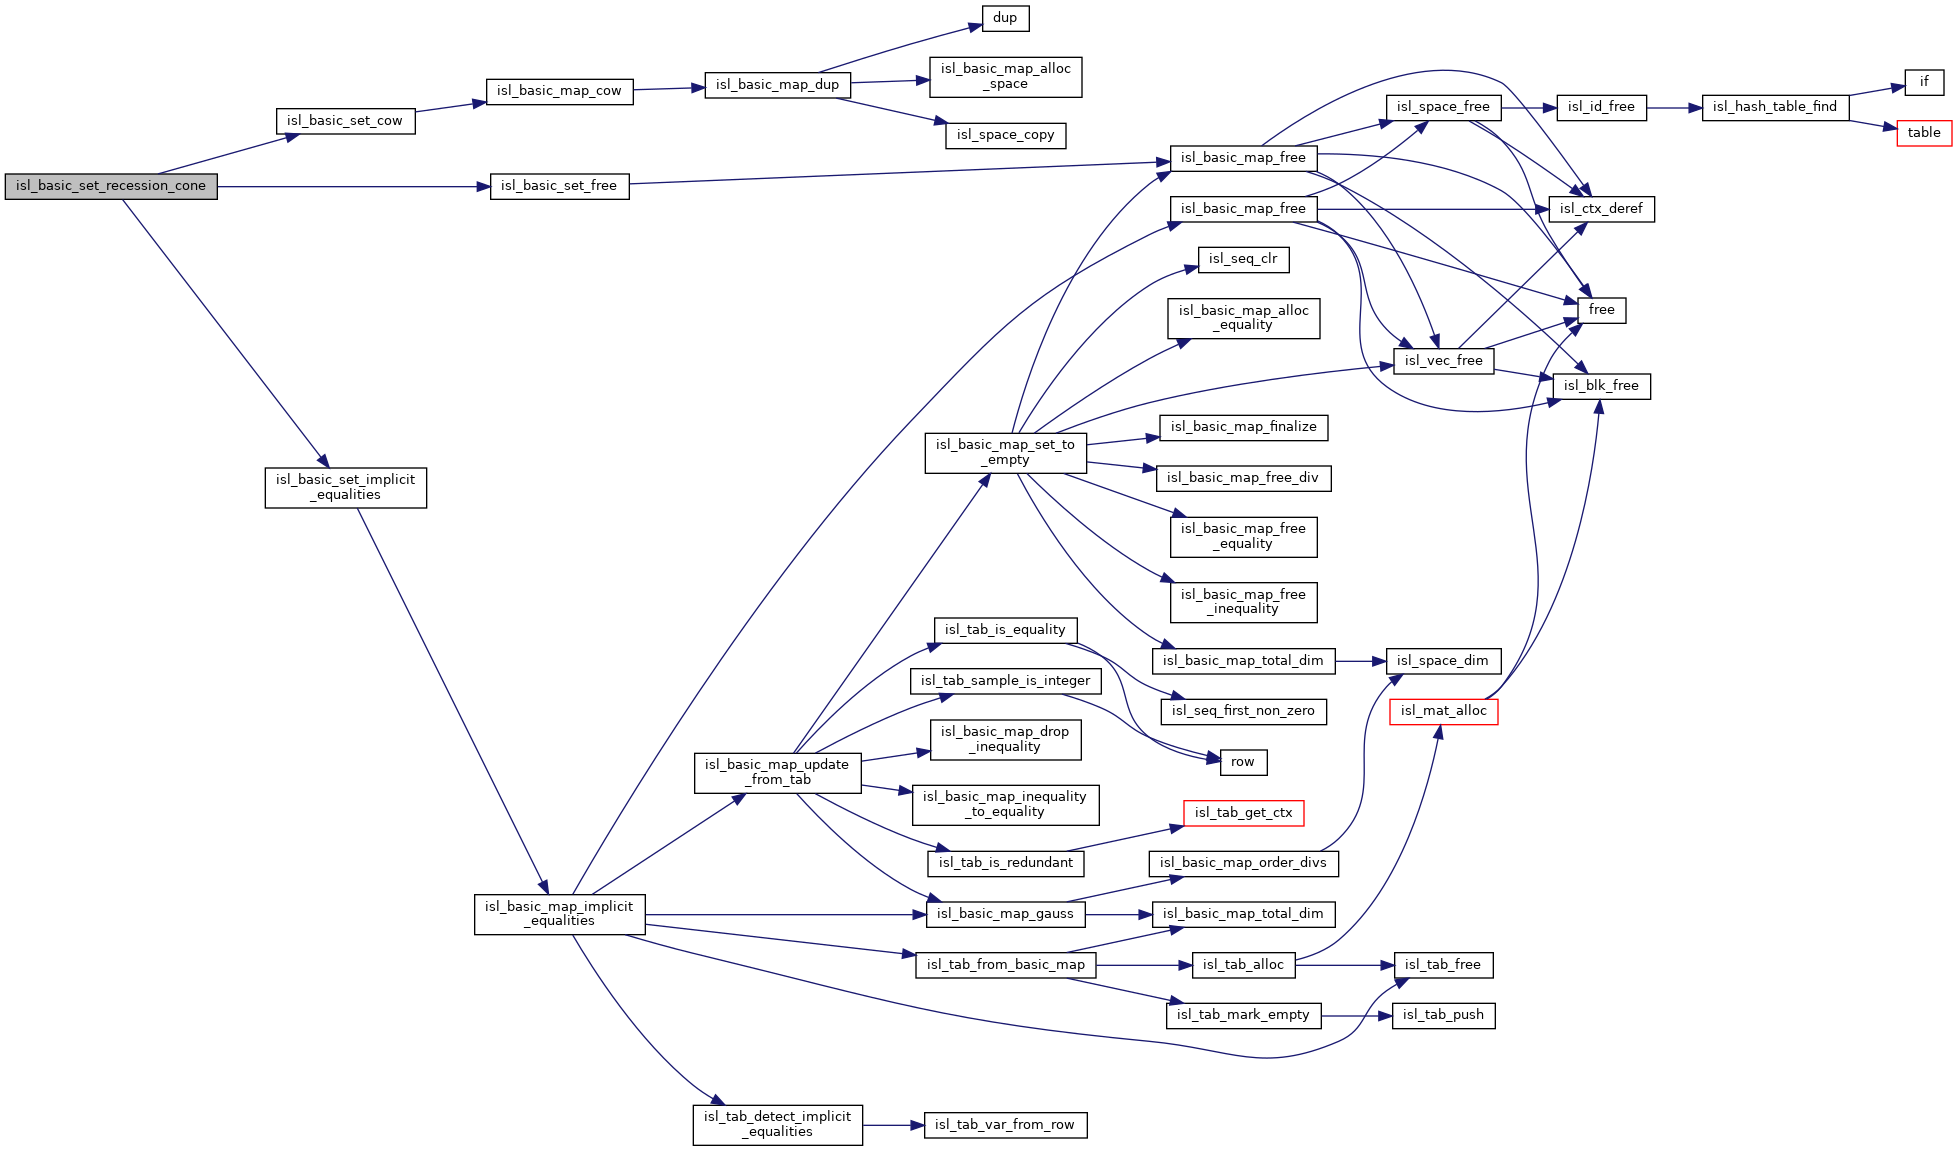 dup
isl_basic_map_alloc
_space
isl_basic_map_dup
isl_basic_map_cow
isl_basic_set_cow
isl_space_copy
isl_basic_set_recession_cone
isl_basic_set_free
isl_basic_map_free
isl_space_free
isl_id_free
isl_hash_table_find
if
table
isl_basic_map_free
isl_ctx_deref
isl_seq_clr
isl_basic_map_alloc
_equality
free
isl_vec_free
isl_blk_free
isl_basic_map_set_to
_empty
isl_basic_map_finalize
isl_basic_map_free_div
isl_basic_map_free
_equality
isl_basic_map_free
_inequality
isl_basic_set_implicit
_equalities
isl_tab_is_equality
isl_basic_map_total_dim
isl_space_dim
isl_tab_sample_is_integer
isl_seq_first_non_zero
isl_mat_alloc
isl_basic_map_drop
_inequality
row
isl_basic_map_update
_from_tab
isl_basic_map_inequality
_to_equality
isl_tab_get_ctx
isl_tab_is_redundant
isl_basic_map_order_divs
isl_basic_map_implicit
_equalities
isl_basic_map_gauss
isl_basic_map_total_dim
isl_tab_from_basic_map
isl_tab_alloc
isl_tab_free
isl_tab_mark_empty
isl_tab_push
isl_tab_detect_implicit
_equalities
isl_tab_var_from_row